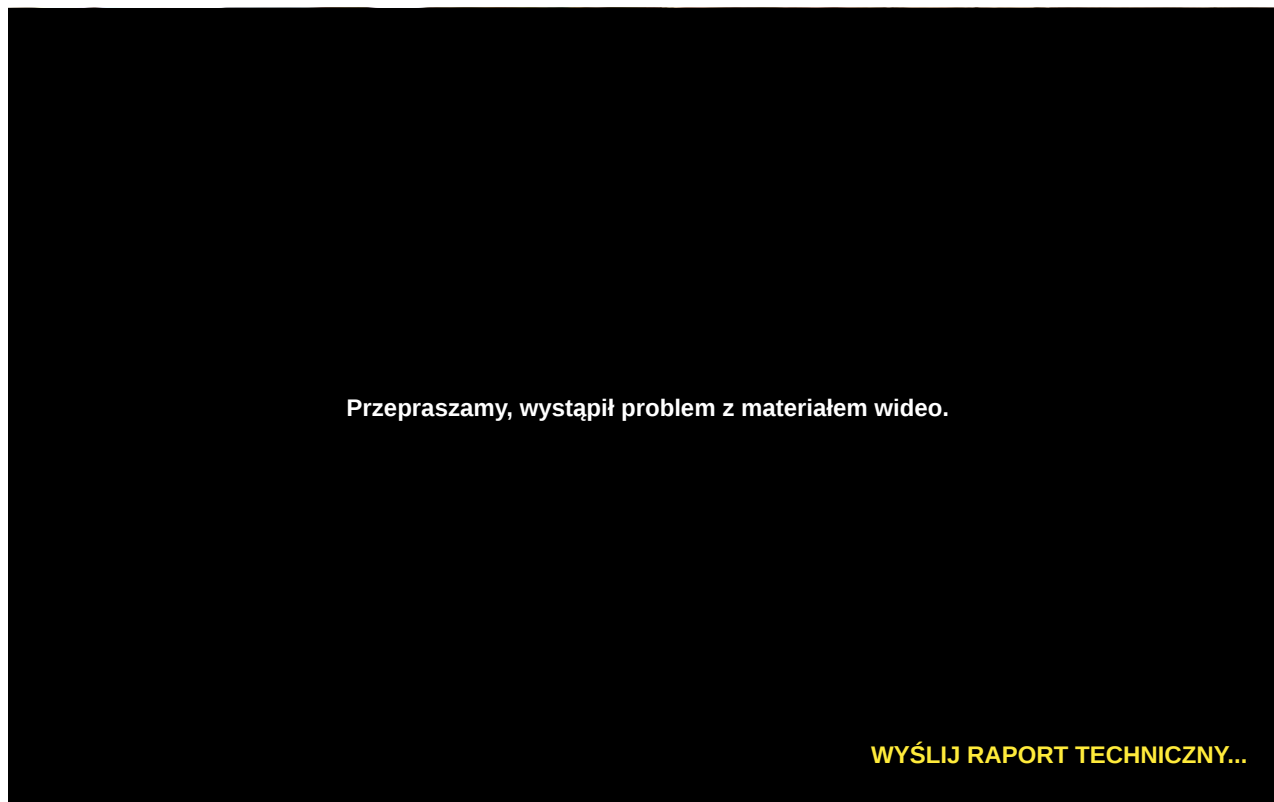 Przepraszamy, wystąpił problem z materiałem wideo.
WYŚLIJ RAPORT TECHNICZNY...